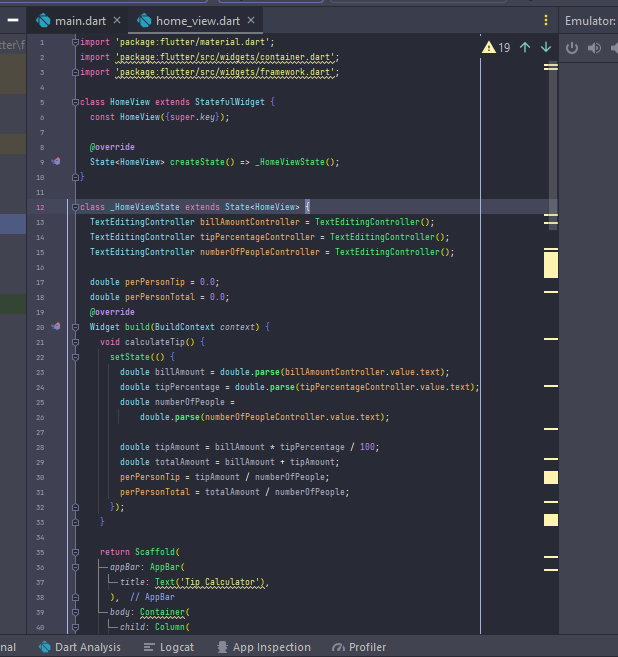 main.dart
home_view.dart
Emulator:
tter\f
19
1 import 'package:flutter/material.dart';
2 import 'package:flutter/src/widgets/container.dart';
3 import 'package:flutter/src/widgets/framework.dart';
4
5 class HomeView extends StatefulWidget {
6 const HomeView({super.key});
7
8 @override
9 State<HomeView> createState() => _HomeViewState();
10 }
11
12 class _HomeViewState extends State<HomeView> {
13 TextEditingController billAmountController = TextEditingController();
14 TextEditingController tipPercentageController = TextEditingController();
15 TextEditingController numberOfPeopleController = TextEditingController();
16
17 double perPersonTip = 0.0;
18 double perPersonTotal = 0.0;
19 @override
20 Widget build(BuildContext context) {
21 void calculateTip() {
22 setState(() {
23 double billAmount = double.parse(billAmountController.value.text);
24 double tipPercentage = double.parse(tipPercentageController.value.text);
25 double numberOfPeople =
26 double.parse(numberOfPeopleController.value.text);
27
28 double tipAmount = billAmount * tipPercentage / 100;
29 double totalAmount = billAmount + tipAmount;
30 perPersonTip = tipAmount / numberOfPeople;
31 perPersonTotal = totalAmount / numberOfPeople;
32 });
33 }
34
35 return Scaffold(
36 appBar: AppBar(
37 title: Text('Tip Calculator'),
38 ), // AppBar
39 body: Container(
40 child: Column(
nal
Dart Analysis
Logcat
App Inspection
Profiler